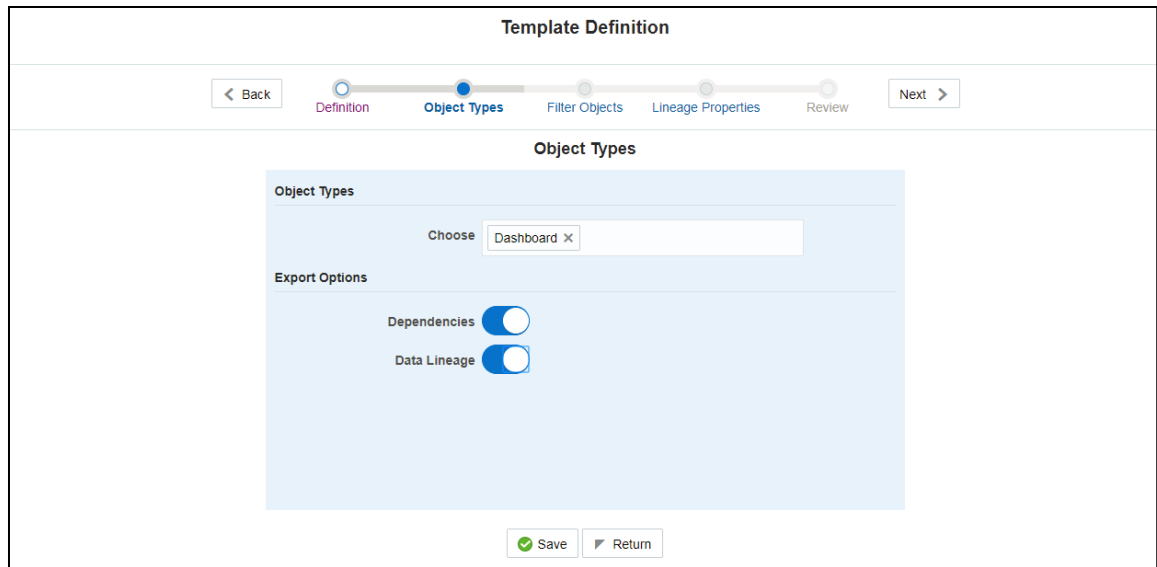 Template Definition
Back
Next
Definition
Object Types
Filter Objects
Lineage Properties
Review
Object Types
Object Types
Choose
Dashboard
Export Options
Dependencies
Data Lineage
Save
Return